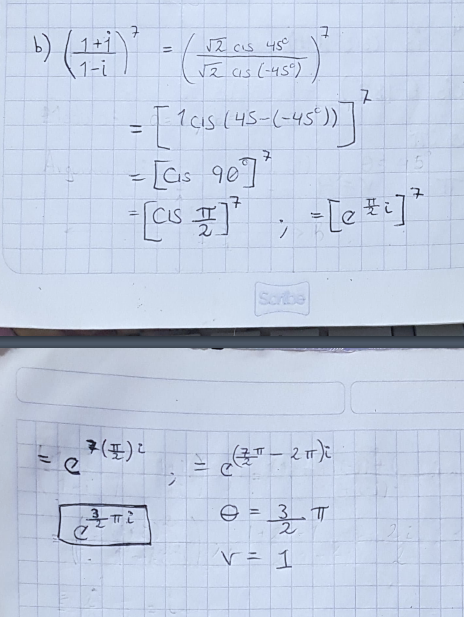 b) ((1+i)/(1-i))^7 = (√2 cis 45° / √2 cis (-45°))^7
= [1 cis (45-(-45°))]^7
= [Cis 90°]^7
= [Cis π/2]^7 ; = [e^(π/2 i)]^7
Scribe
= e^(7(π/2)i) ; = e^((7/2 π - 2π)i)
e^(3/2 π i)
θ = 3/2 π
r = 1